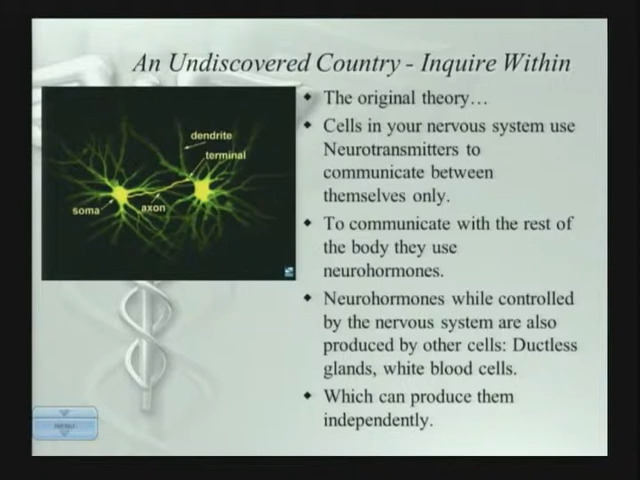 An Undiscovered Country - Inquire Within
dendrite
terminal
soma
axon
The original theory…
Cells in your nervous system use
Neurotransmitters to
communicate between
themselves only.
To communicate with the rest of
the body they use
neurohormones.
Neurohormones while controlled
by the nervous system are also
produced by other cells: Ductless
glands, white blood cells.
Which can produce them
independently.